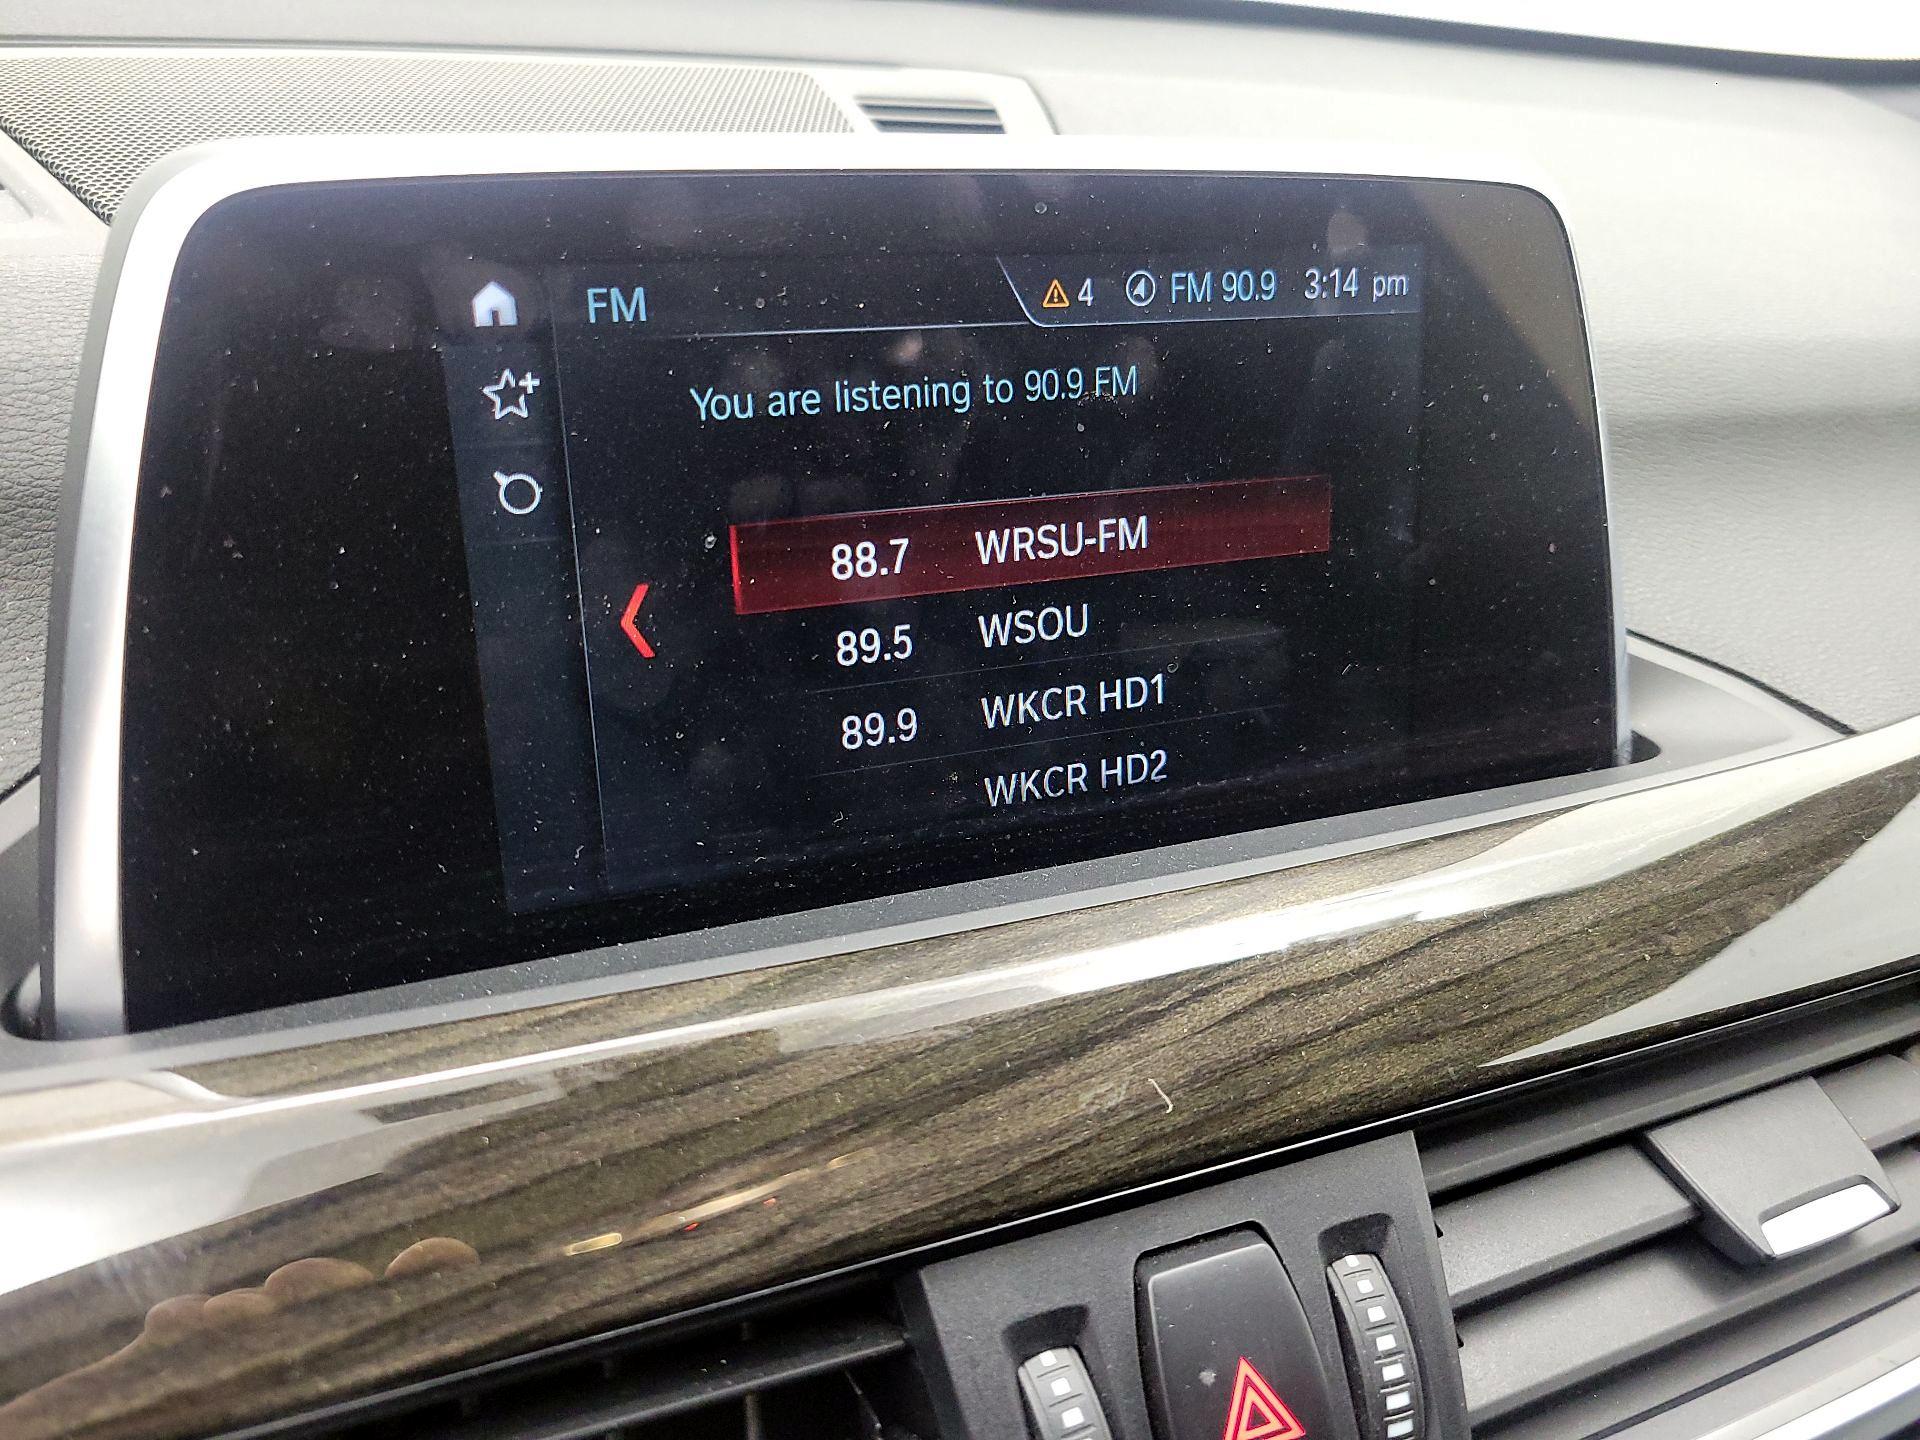 FM
4 FM 90.9 3:14 pm
You are listening to 90.9 FM
88.7 WRSU-FM
89.5 WSOU
89.9 WKCR HD1
WKCR HD2